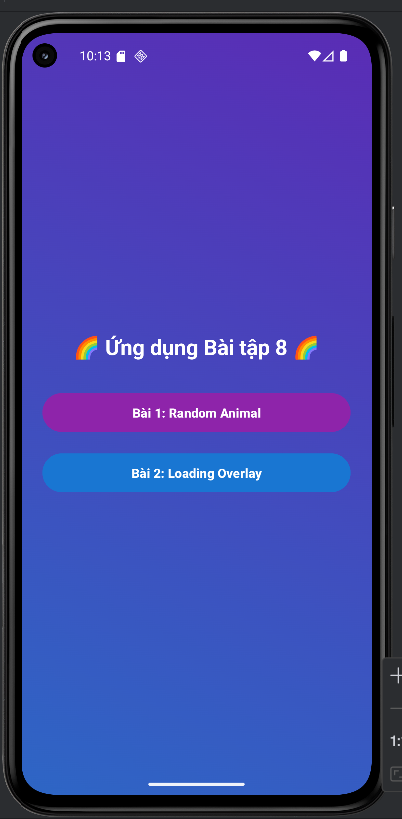 10:13
🌈 Ứng dụng Bài tập 8 🌈
Bài 1: Random Animal
Bài 2: Loading Overlay